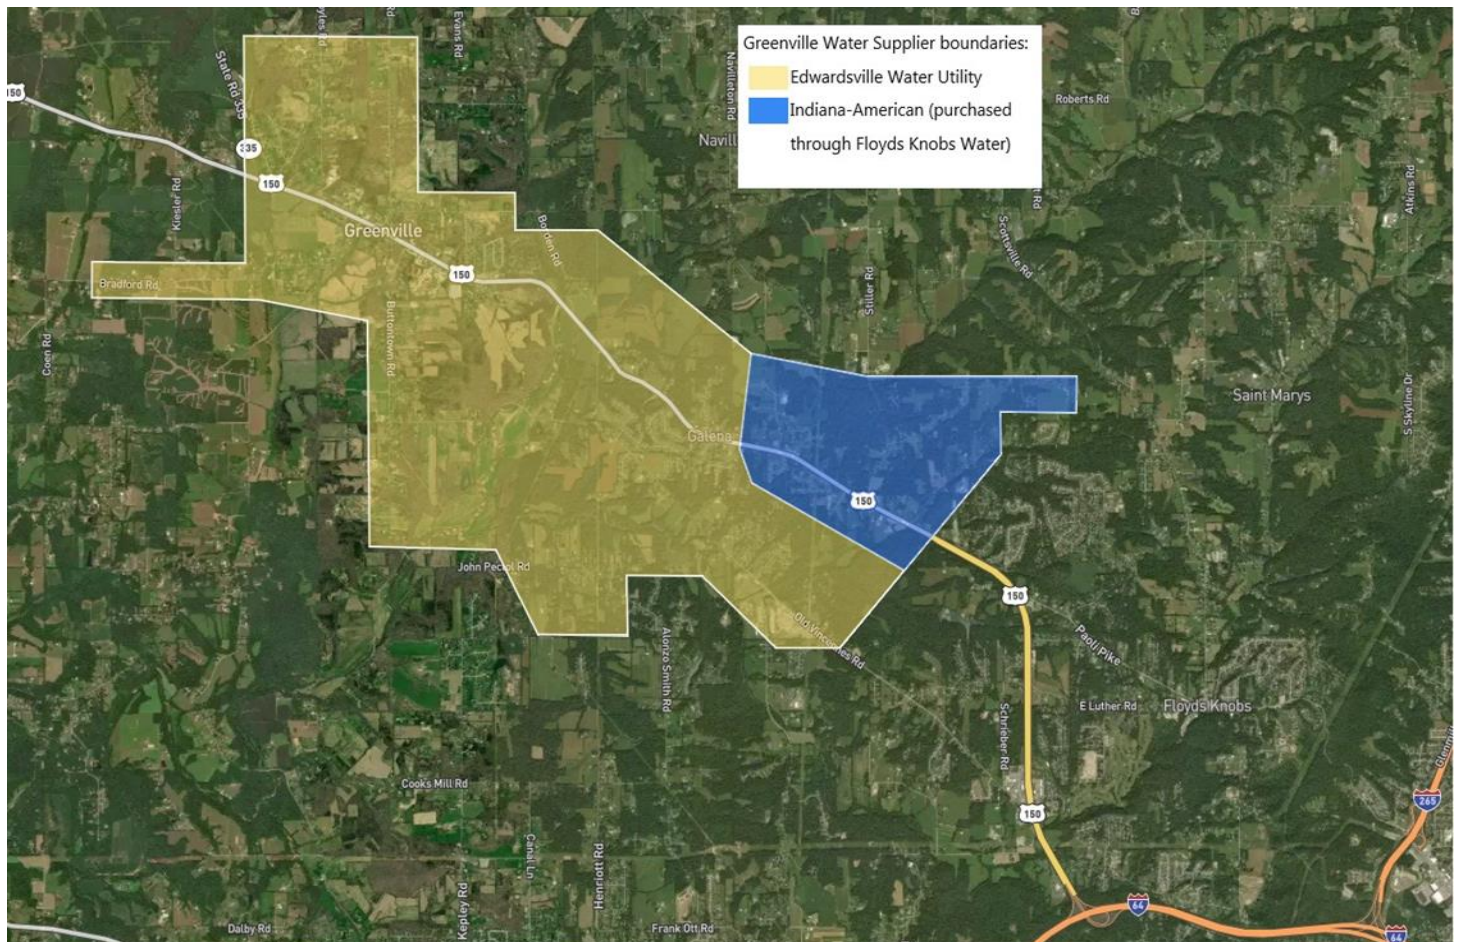 Greenville Water Supplier boundaries:
Edwardsville Water Utility
Indiana-American (purchased
through Floyds Knobs Water)
Evans Rd
State Rd 335
Navilleton Rd
Roberts Rd
150
335
150
Kiesler Rd
Atkins Rd
Greenville
Borden Rd
Scottsville Rd
150
Bradford Rd
Stiller Rd
Buttontown Rd
Coen Rd
Saint Marys
S Skyline Dr
Galena
150
John Pectol Rd
150
Old Vincennes Rd
Paoli Pike
Alonzo Smith Rd
E Luther Rd
Floyds Knobs
Schrieber Rd
Cooks Mill Rd
265
150
Canal Ln
Henriott Rd
Kepley Rd
64
Dalby Rd
Frank Ott Rd
64